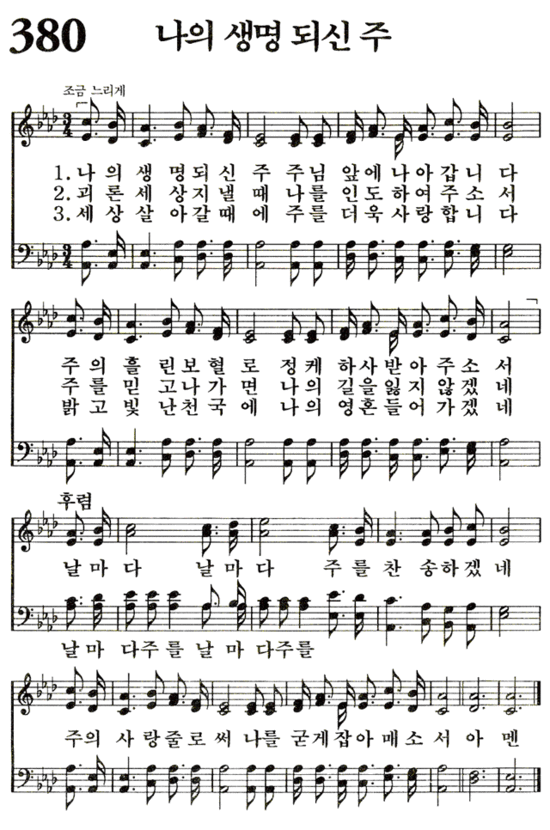 380 나의 생명 되신 주
조금 느리게
1. 나 의 생 명 되 신 주 주 님 앞 에 나 아 갑 니 다
2. 괴 론 세 상 지 낼 때 나 를 인 도 하 여 주 소 서
3. 세 상 살 아 갈 때 에 주 를 더 욱 사 랑 합 니 다
주 의 흘 린 보 혈 로 정 케 하 사 받 아 주 소 서
주 를 믿 고 나 가 면 나 의 길 을 잃 지 않 겠 네
밝 고 빛 난 천 국 에 나 의 영 혼 들 어 가 겠 네
후렴
날 마 다 날 마 다 주 를 찬 송 하 겠 네
날 마 다 주 를 날 마 다 주 를
주 의 사 랑 줄 로 써 나 를 굳 게 잡 아 매 소 서 아 멘